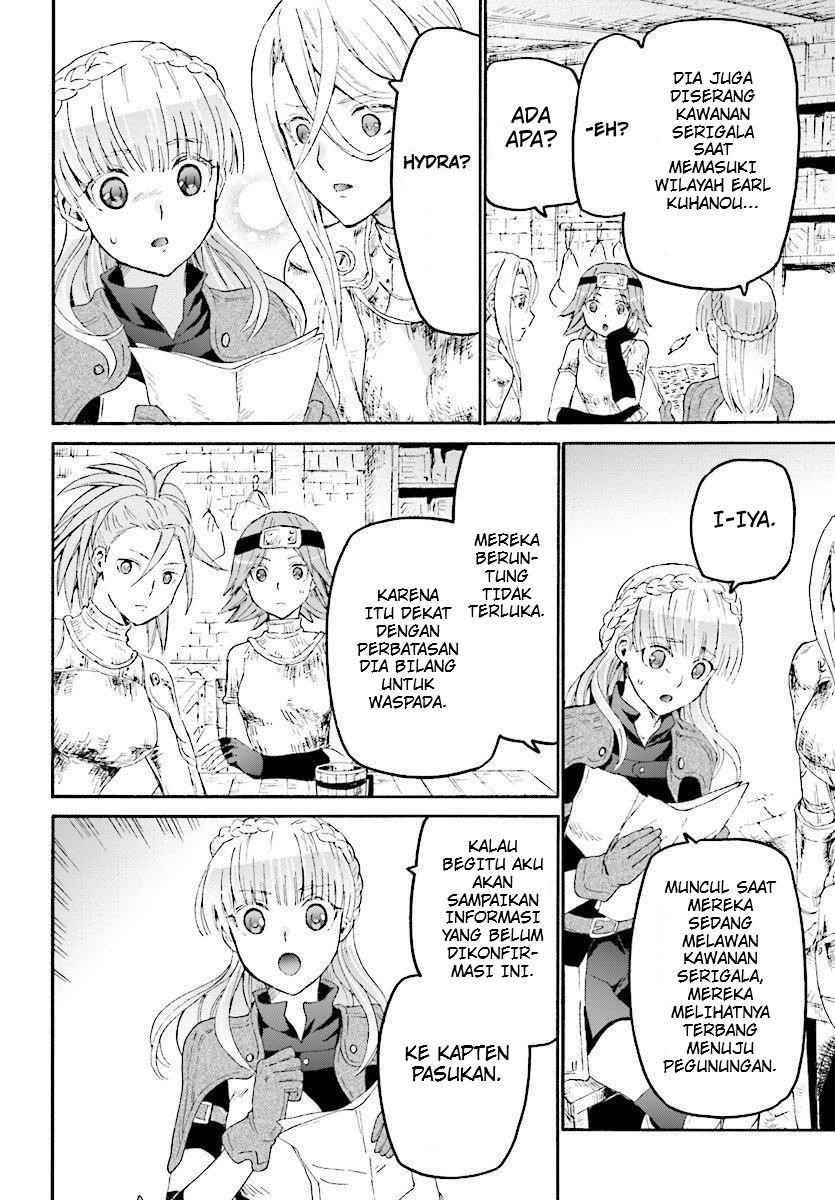 DIA JUGA
DISERANG
KAWANAN
SERIGALA
SAAT
MEMASUKI
WILAYAH EARL
KUHANOU...
-EH?
ADA
APA?
HYDRA?
I-IYA.
MUNCUL SAAT
MEREKA
SEDANG
MELAWAN
KAWANAN
SERIGALA,
MEREKA
MELIHATNYA
TERBANG
MENUJU
PEGUNUNGAN.
MEREKA
BERUN-
TUNG
TIDAK
TERLUKA.
KARENA
ITU DEKAT
DENGAN
PERBATASAN
DIA BILANG
UNTUK
WASPADA.
KALAU
BEGITU AKU
AKAN
SAMPAIKAN
INFORMASI
YANG BELUM
DIKONFIR-
MASI INI.
KE KAPTEN
PASUKAN.